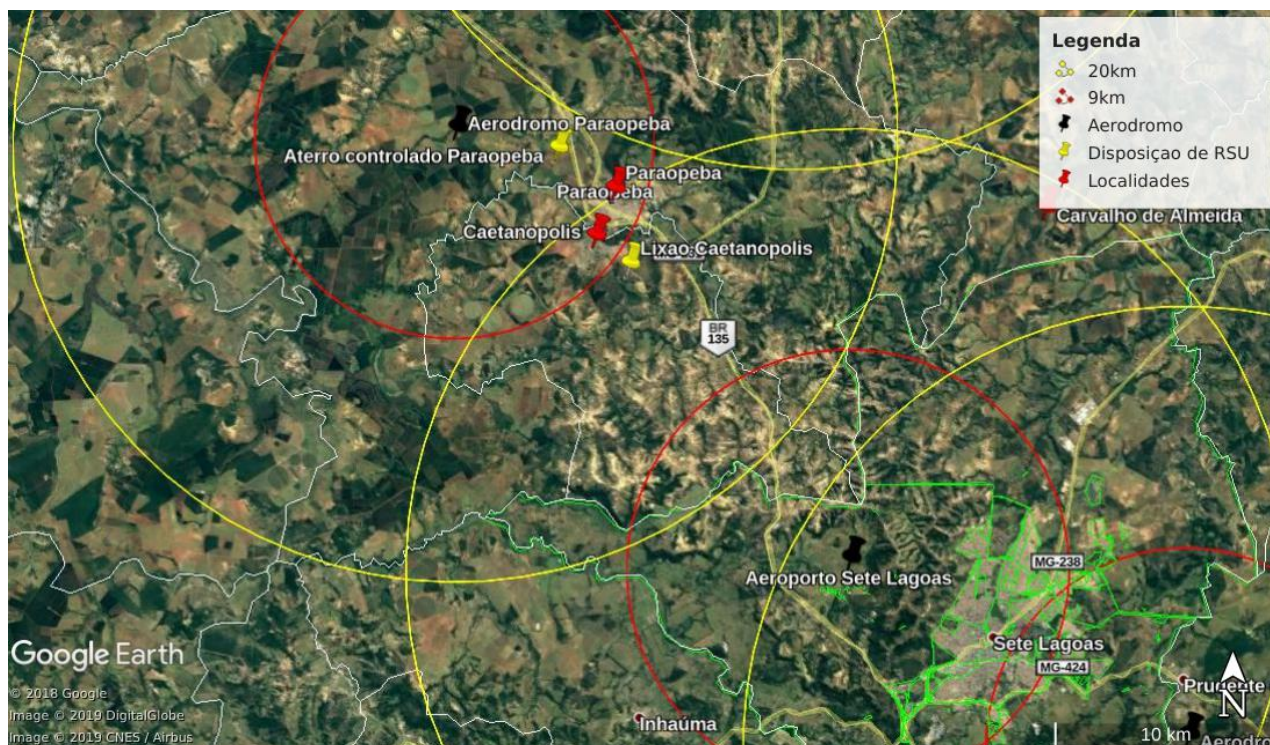 Legenda
20km
9km
Aerodromo
Disposiçao de RSU
Localidades
Aerodromo Paraopeba
Aterro controlado Paraopeba
Paraopeba
Paraopeba
Carvalho de Almeida
Caetanopolis
Lixao Caetanopolis
BR
135
MG-238
Aeroporto Sete Lagoas
Sete Lagoas
MG-424
Prudente
N
Inhaúma
10 km
Google Earth
© 2018 Google
Image © 2019 DigitalGlobe
Image © 2019 CNES / Airbus